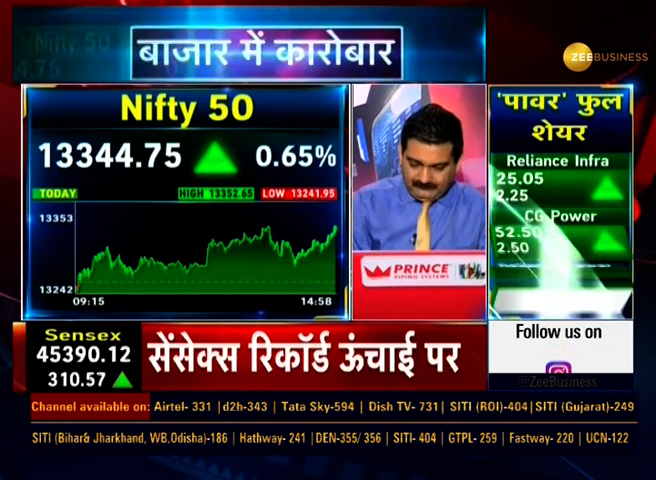 बाजार में कारोबार
ZEE BUSINESS
Nifty 50
13344.75 0.65%
TODAY HIGH 13352.65 LOW 13241.95
13353
13242
09:15 14:58
PRINCE
PIPING SYSTEMS
'पावर' फुल
शेयर
Reliance Infra
25.05
2.25
CG Power
52.50
2.50
Sensex
45390.12
310.57
सेंसेक्स रिकॉर्ड ऊंचाई पर
Follow us on
@ZeeBusiness
Channel available on: Airtel- 331 | d2h-343 | Tata Sky-594 | Dish TV- 731| SITI (ROI)-404| SITI (Gujarat)-249
SITI (Bihar& Jharkhand, WB,Odisha)-186 | Hathway- 241 |DEN-355/ 356 | SITI- 404 | GTPL- 259 | Fastway- 220 | UCN-122